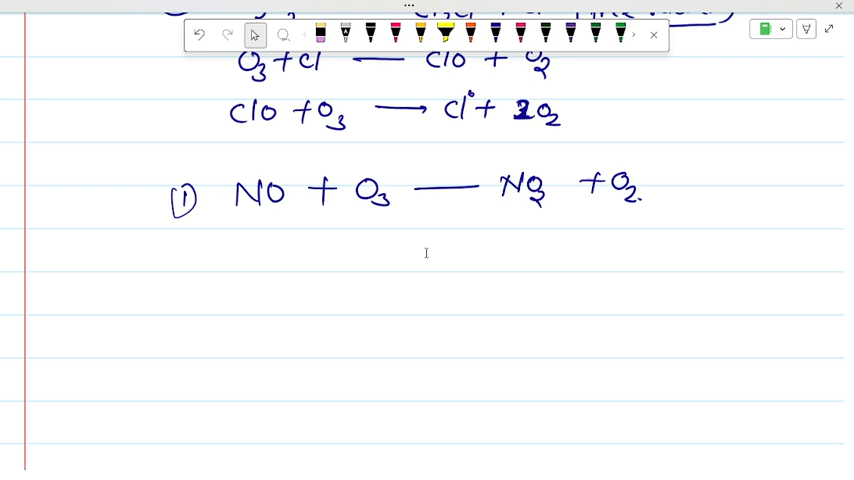 O₃ + Cl — ClO + O₂
ClO + O₃ → Cl° + 2O₂
① NO + O₃ — NO₂ + O₂.